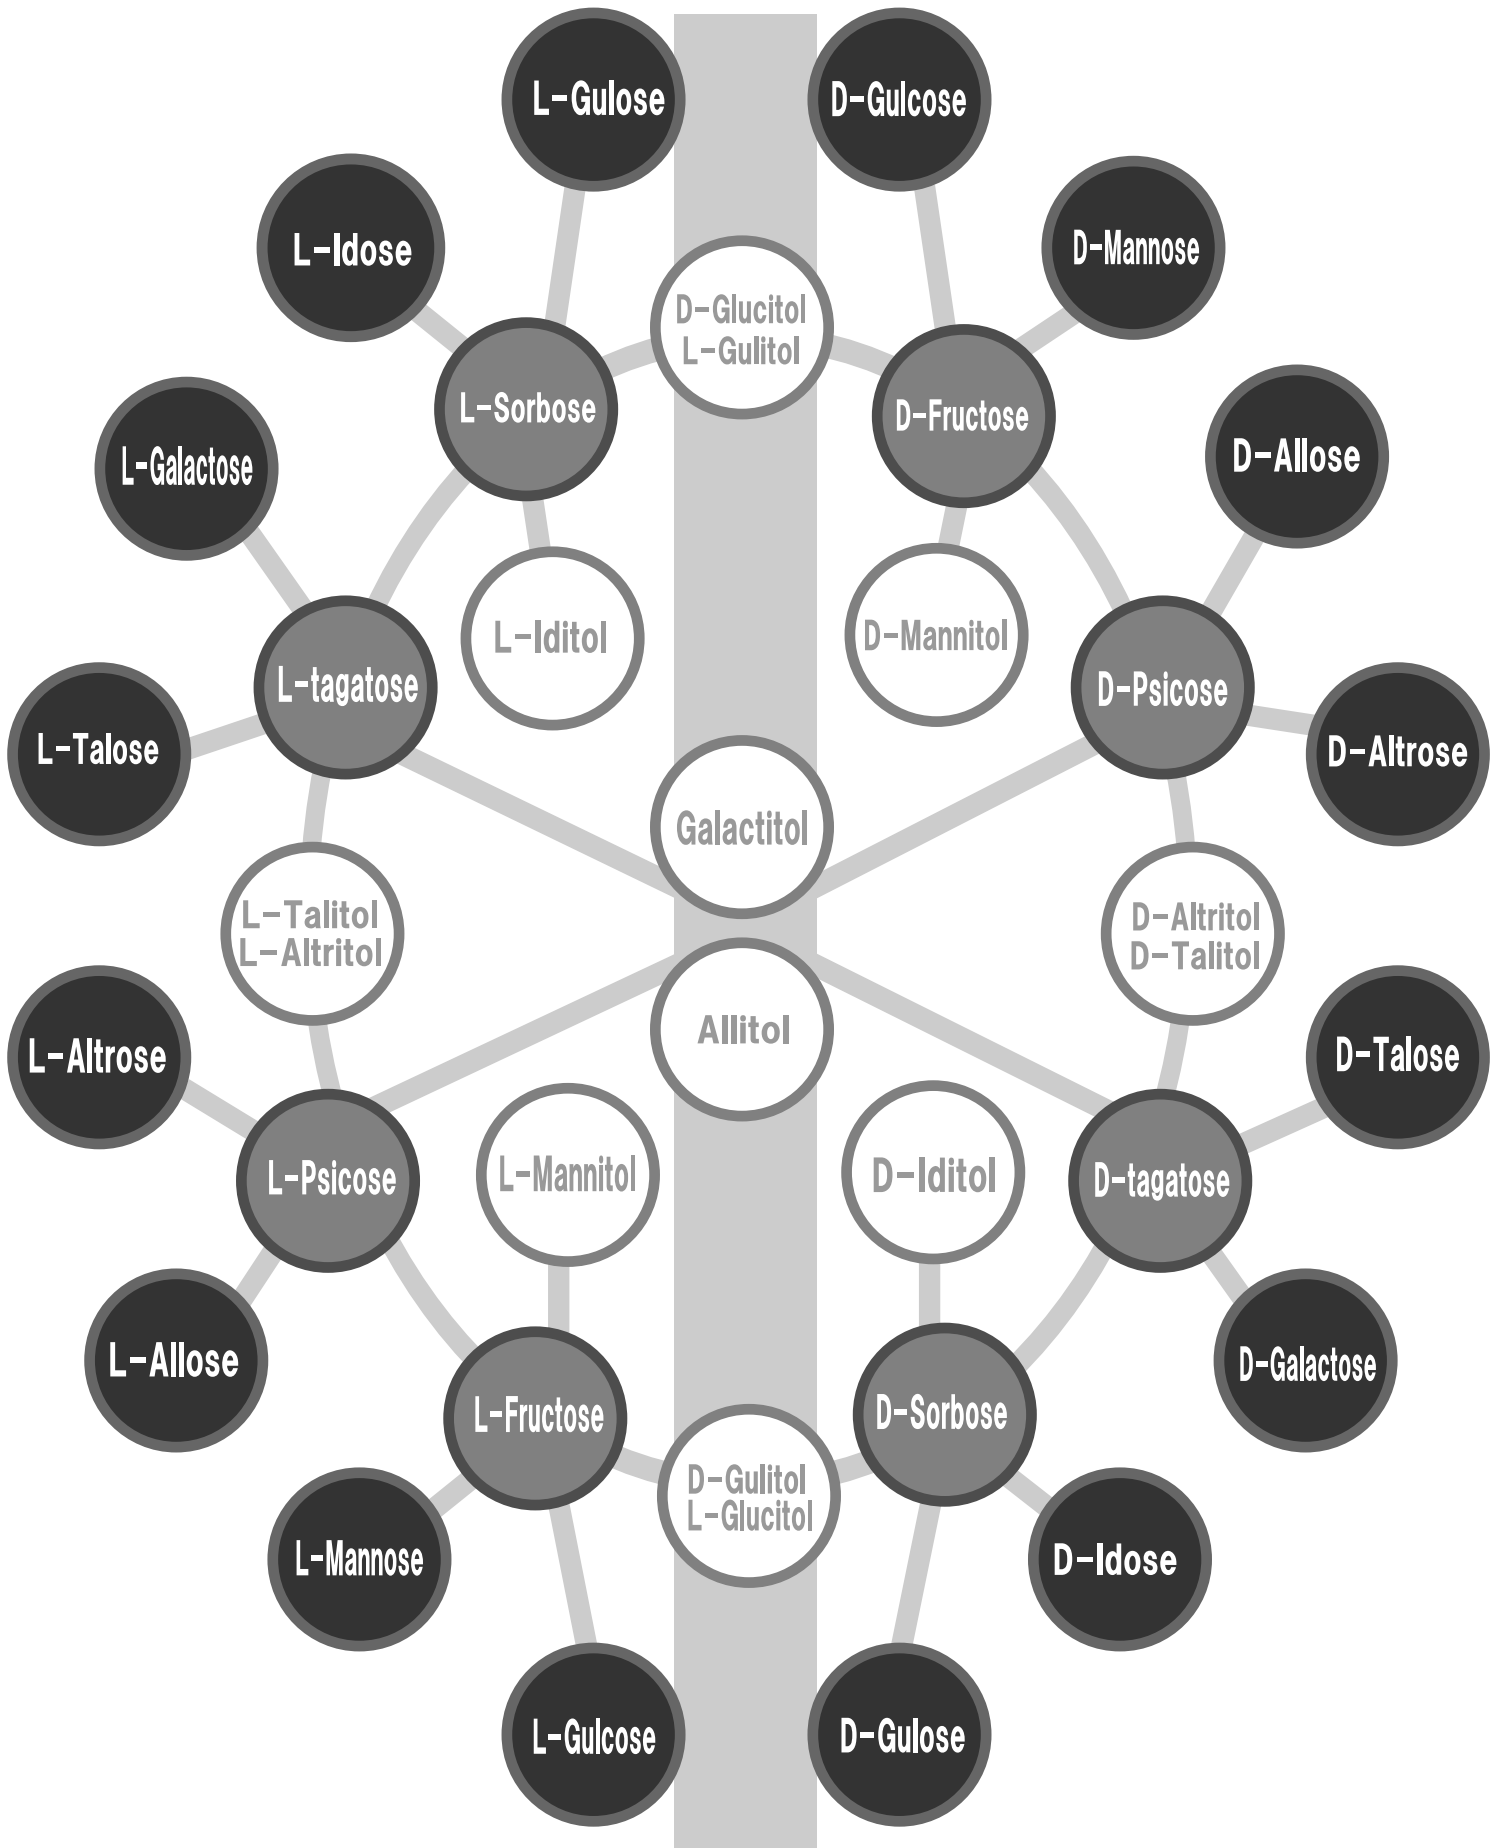 L-Gulose
D-Gulcose
L-Idose
D-Mannose
D-Glucitol
L-Gulitol
L-Sorbose
D-Fructose
L-Galactose
D-Allose
L-Iditol
D-Mannitol
L-tagatose
D-Psicose
L-Talose
D-Altrose
Galactitol
L-Talitol
L-Altritol
D-Altritol
D-Talitol
Allitol
L-Altrose
D-Talose
L-Psicose
L-Mannitol
D-Iditol
D-tagatose
L-Allose
D-Galactose
L-Fructose
D-Sorbose
D-Gulitol
L-Glucitol
L-Mannose
D-Idose
L-Gulcose
D-Gulose